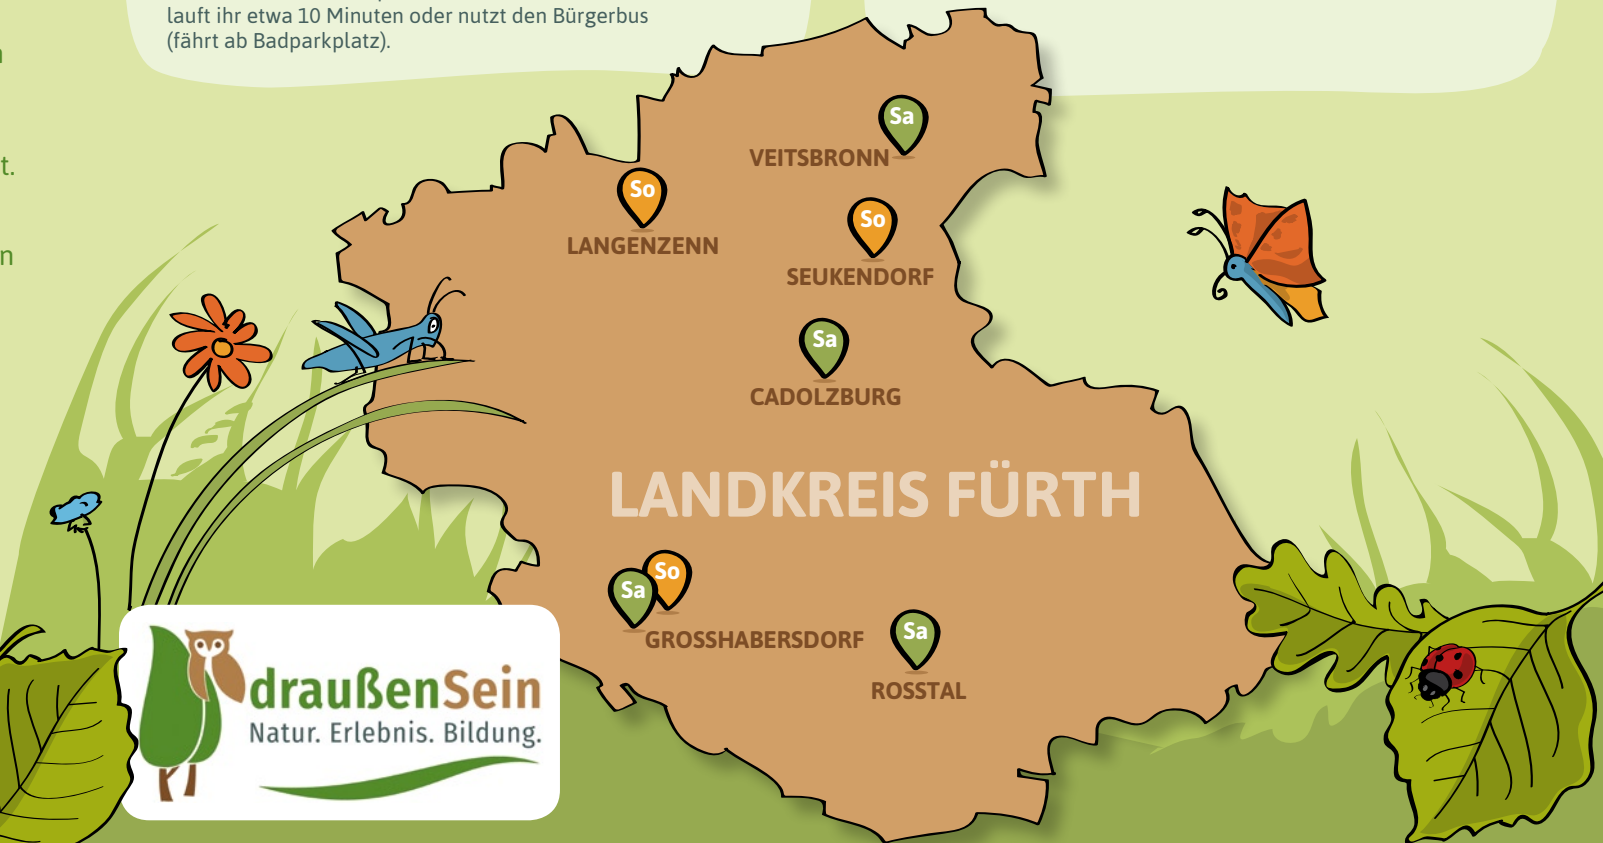 lauft ihr etwa 10 Minuten oder nutzt den Bürgerbus
(fährt ab Badparkplatz).
t.
n
Sa
VEITSBRONN
So
LANGENZENN
So
SEUKENDORF
Sa
CADOLZBURG
LANDKREIS FÜRTH
So
Sa
GROSSHABERSDORF
Sa
ROSSTAL
draußenSein
Natur. Erlebnis. Bildung.